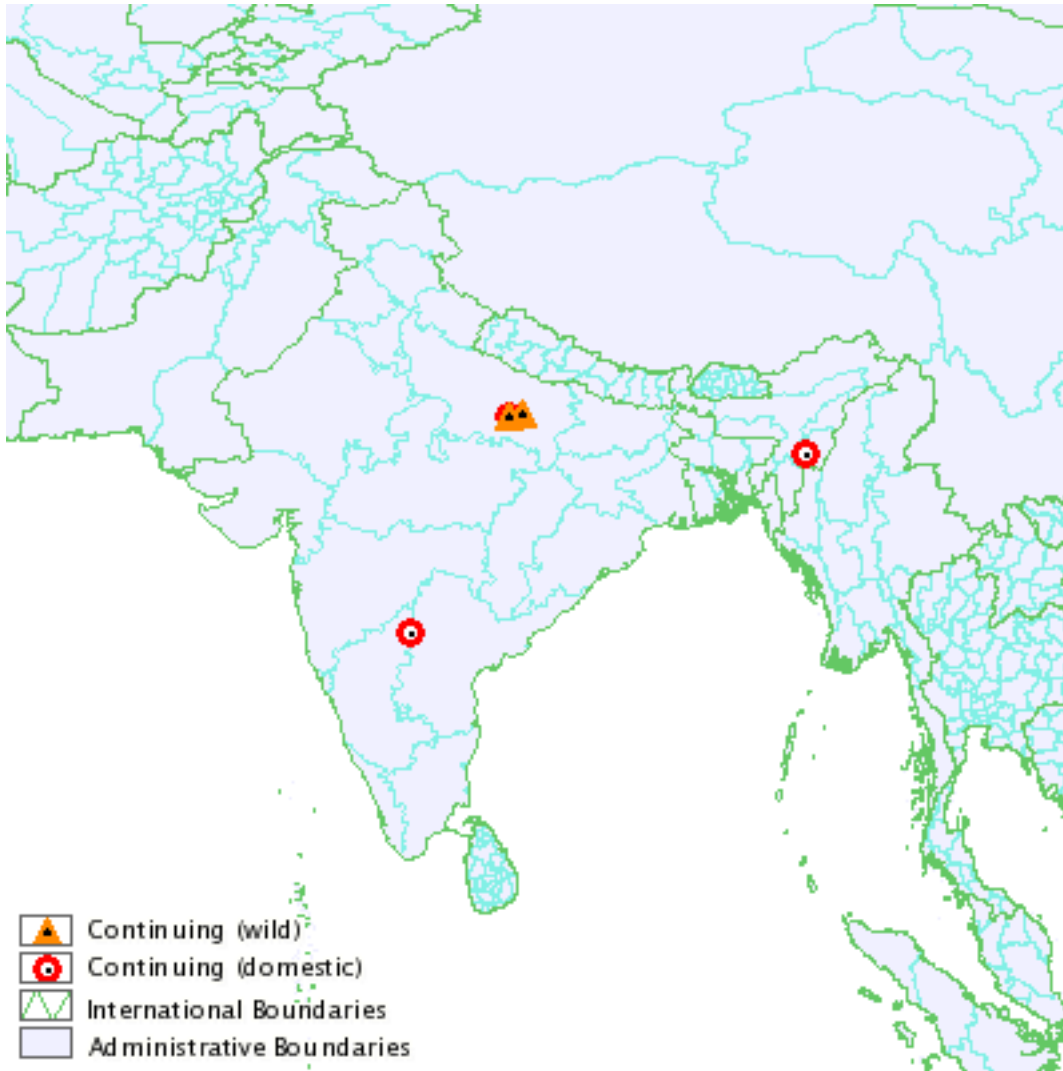 Continuing (wild)
Continuing (domestic)
International Boundaries
Administrative Boundaries